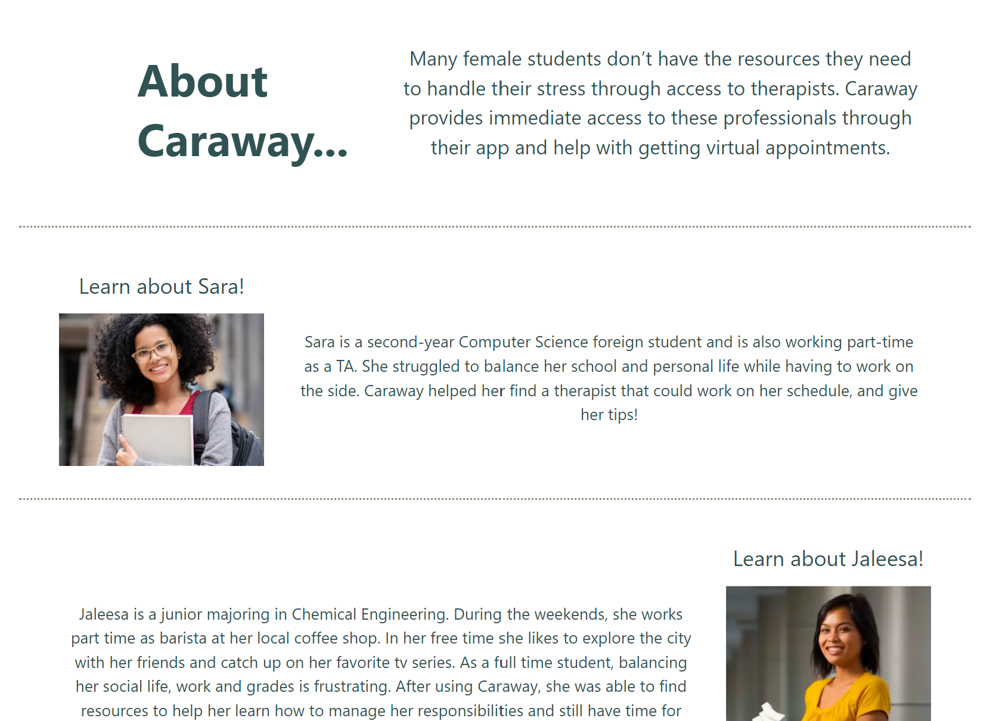 About
Caraway...
Many female students don’t have the resources they need
to handle their stress through access to therapists. Caraway
provides immediate access to these professionals through
their app and help with getting virtual appointments.
Learn about Sara!
Sara is a second-year Computer Science foreign student and is also working part-time
as a TA. She struggled to balance her school and personal life while having to work on
the side. Caraway helped her find a therapist that could work on her schedule, and give
her tips!
Learn about Jaleesa!
Jaleesa is a junior majoring in Chemical Engineering. During the weekends, she works
part time as barista at her local coffee shop. In her free time she likes to explore the city
with her friends and catch up on her favorite tv series. As a full time student, balancing
her social life, work and grades is frustrating. After using Caraway, she was able to find
resources to help her learn how to manage her responsibilities and still have time for